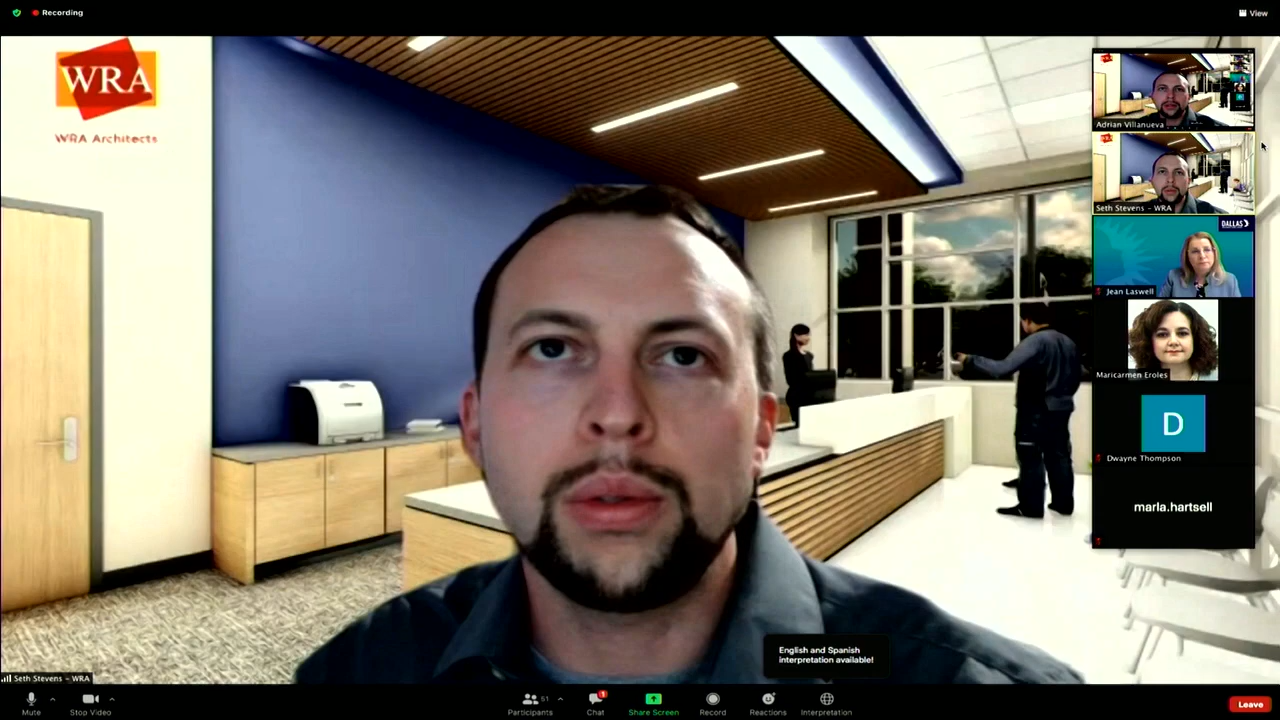 Recording
View
WRA
WRA Architects
Adrian Villanueva
Seth Stevens - WRA
DALLAS
Jean Laswell
Maricarmen Eroles
D
Dwayne Thompson
marla.hartsell
English and Spanish
interpretation available!
Seth Stevens - WRA
Mute
Stop Video
51
Participants
1
Chat
Share Screen
Record
Reactions
Interpretation
Leave